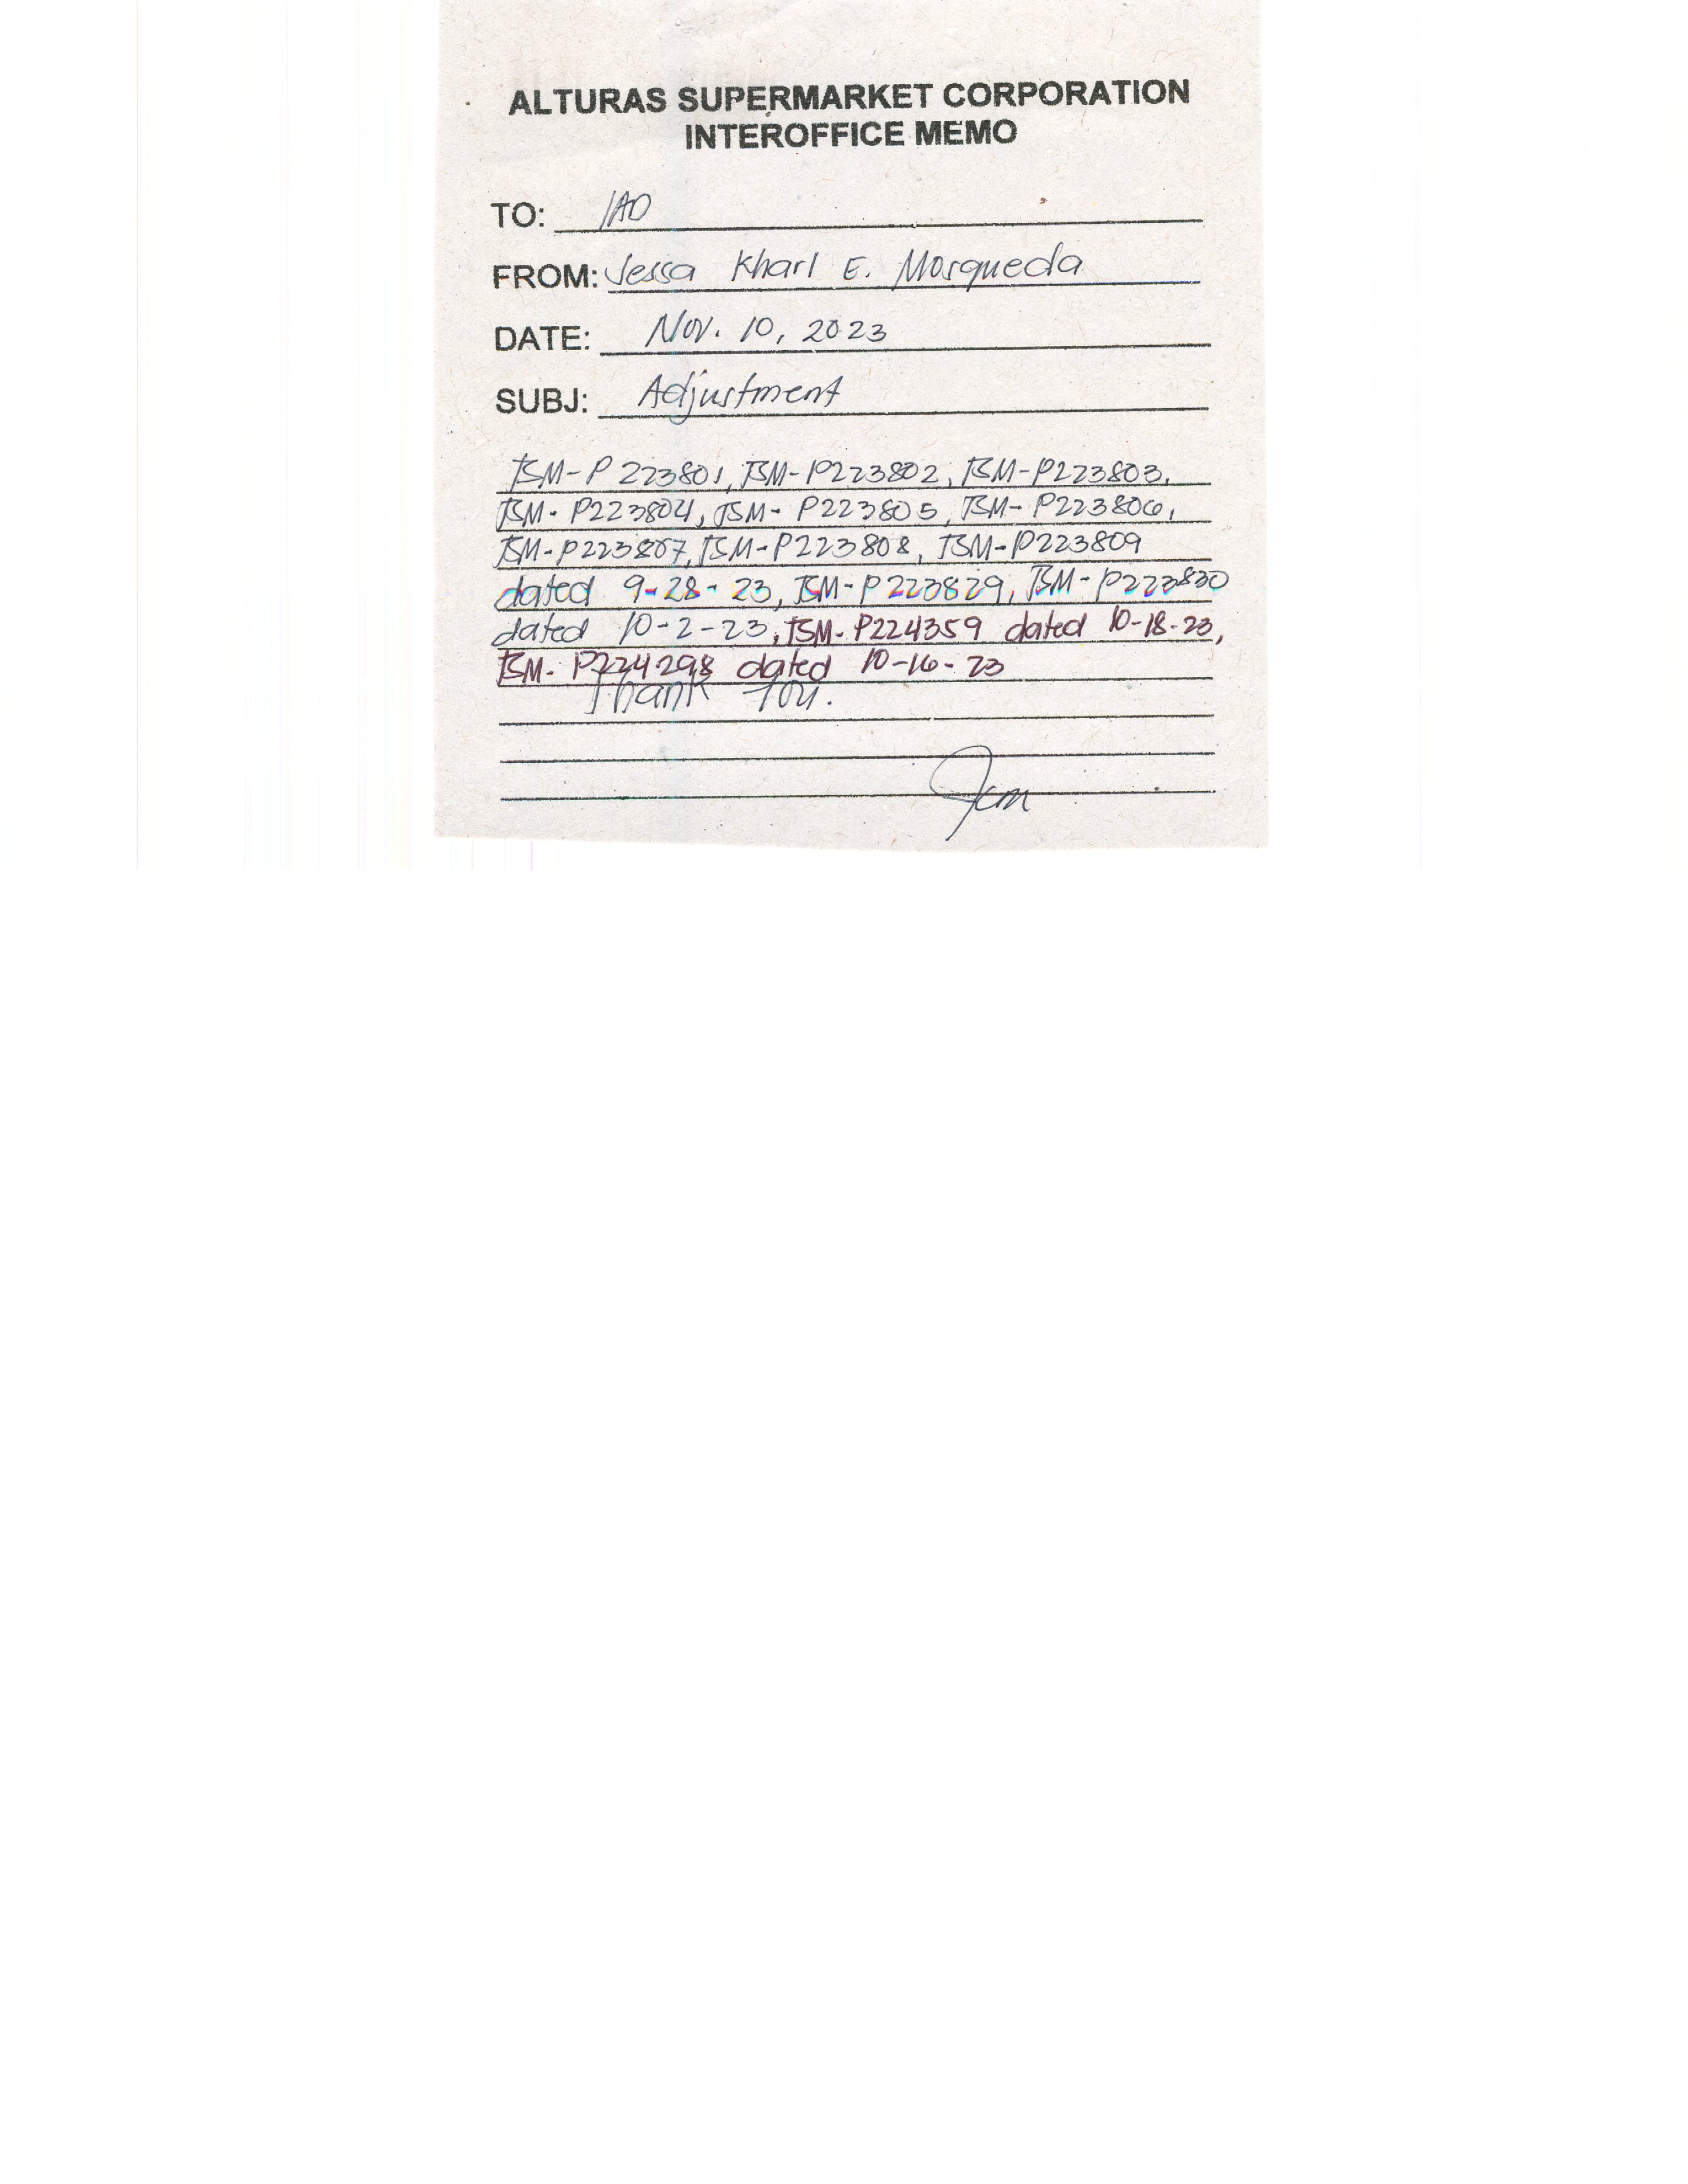 ALTURAS SUPERMARKET CORPORATION
INTEROFFICE MEMO
TO: IAD
FROM: Jessa Kharl E. Mosqueda
DATE: Nov. 10, 2023
SUBJ: Adjustment
TSM-P223801, TSM-P223802, TSM-P223803,
TSM-P223804, TSM-P223805, TSM-P223806,
TSM-P223807, TSM-P223808, TSM-P223809
dated 9-28-23, TSM-P223829, TSM-P223830
dated 10-2-23, TSM-P224359 dated 10-18-23,
TSM-P224298 dated 10-16-23
Thank You.